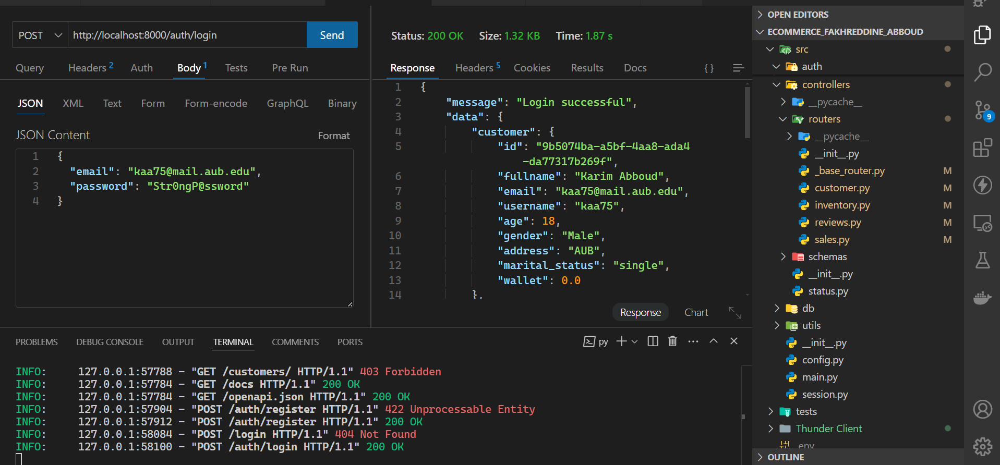 POST http://localhost:8000/auth/login Send
Query Headers 2 Auth Body 1 Tests Pre Run
JSON XML Text Form Form-encode GraphQL Binary
JSON Content Format
1 {
2 "email": "kaa75@mail.aub.edu",
3 "password": "Str0ngP@ssword"
4 }
Status: 200 OK Size: 1.32 KB Time: 1.87 s
Response Headers 5 Cookies Results Docs { }
1 {
2 "message": "Login successful",
3 "data": {
4 "customer": {
5 "id": "9b5074ba-a5bf-4aa8-ada4
-da77317b269f",
6 "fullname": "Karim Abboud",
7 "email": "kaa75@mail.aub.edu",
8 "username": "kaa75",
9 "age": 18,
10 "gender": "Male",
11 "address": "AUB",
12 "marital_status": "single",
13 "wallet": 0.0
14 },
Response Chart
PROBLEMS DEBUG CONSOLE OUTPUT TERMINAL COMMENTS PORTS
py
INFO: 127.0.0.1:57788 - "GET /customers/ HTTP/1.1" 403 Forbidden
INFO: 127.0.0.1:57784 - "GET /docs HTTP/1.1" 200 OK
INFO: 127.0.0.1:57784 - "GET /openapi.json HTTP/1.1" 200 OK
INFO: 127.0.0.1:57904 - "POST /auth/register HTTP/1.1" 422 Unprocessable Entity
INFO: 127.0.0.1:57912 - "POST /auth/register HTTP/1.1" 200 OK
INFO: 127.0.0.1:58084 - "POST /login HTTP/1.1" 404 Not Found
INFO: 127.0.0.1:58100 - "POST /auth/login HTTP/1.1" 200 OK
OPEN EDITORS
ECOMMERCE_FAKHREDDINE_ABBOUD
src
auth
controllers
__pycache__
routers
__pycache__
__init__.py
_base_router.py M
customer.py M
inventory.py M
reviews.py M
sales.py M
schemas
__init__.py
status.py
db
utils
__init__.py
config.py
main.py
session.py
tests
Thunder Client
.env
OUTLINE
9